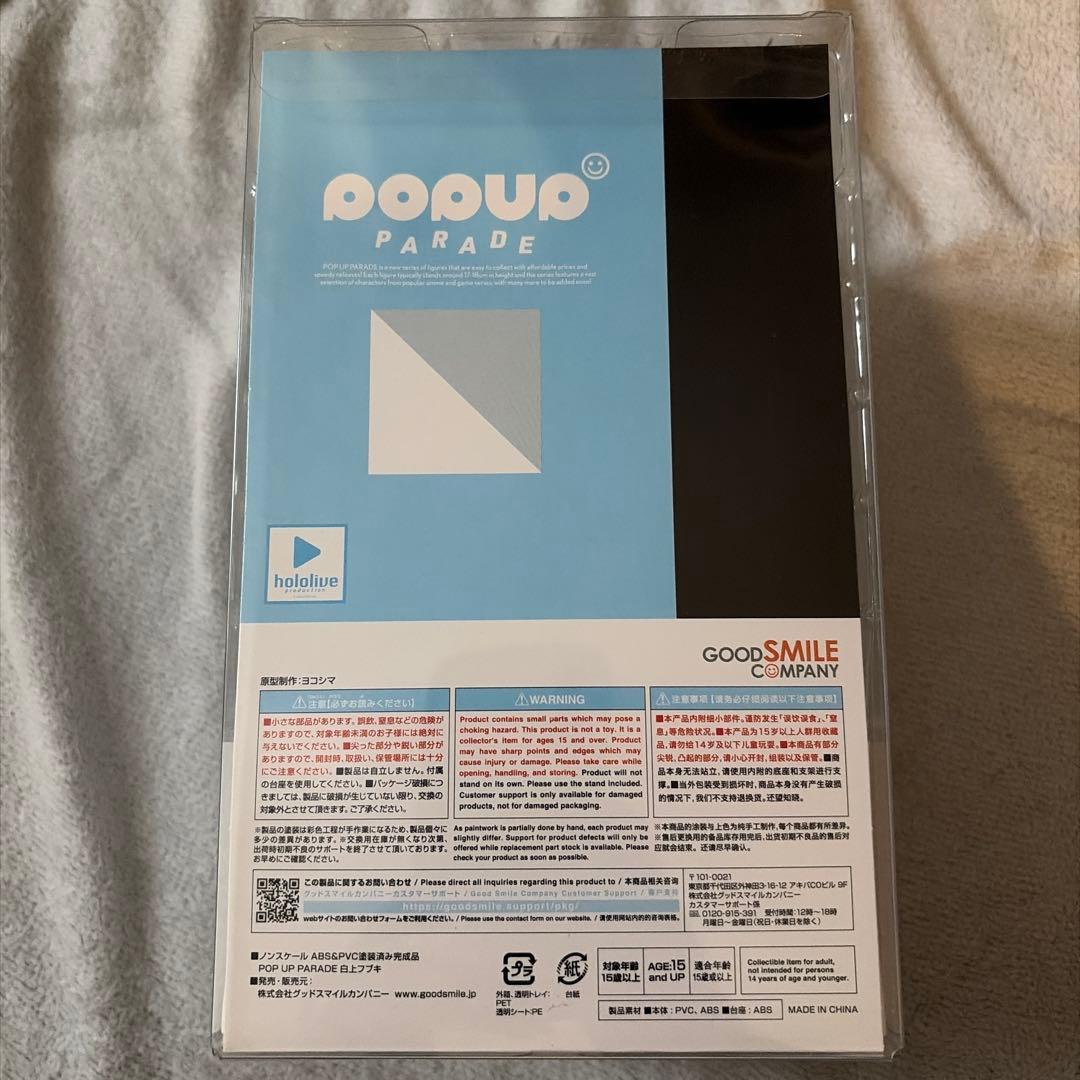 POPUP
PARADE
POP UP PARADE is a new series of figures that are easy to collect with affordable prices and
speedy releases! Each figure typically stands around 17-18cm in height and the series features a vast
selection of characters from popular anime and game series, with many more to be added soon!
hololive
production
GOOD SMILE
COMPANY
原型制作：ヨコシマ
⚠注意【必ずお読みください】
■小さな部品があります。誤飲、窒息などの危険が
ありますので、対象年齢未満のお子様には絶対に
与えないでください。■尖った部分や鋭い部分が
ありますので、開封時、取扱い、保管場所には十分
にご注意ください。■製品は自立しません。付属
の台座を使用してください。■パッケージ破損につ
きましては、製品に破損が生じていない限り、交換の
対象外とさせて頂きます。ご了承ください。
⚠WARNING
Product contains small parts which may pose a
choking hazard. This product is not a toy. It is a
collector's item for ages 15 and over. Product
may have sharp points and edges which may
cause injury or damage. Please take care while
opening, handling, and storing. Product will not
stand on its own. Please use the stand included.
Customer support is only available for damaged
products, not for damaged packaging.
⚠注意事项【请务必仔细阅读以下注意事项】
■本产品内附细小部件。谨防发生「误饮误食」、「窒
息」等危险状况。■本产品为15岁以上人群用收藏
品，请勿给14岁及以下儿童玩耍。■本商品有部分
尖锐，凸起的部分，请小心开封，组装以及保管。■商
品本身无法站立，请使用内附的底座和支架进行支
撑。■当外包装受到损坏时，商品本身没有产生破损
的情况下，我们不支持退换货。还望知晓。
※製品の塗装は彩色工程が手作業になるため、製品個々に
多少の差異があります。※交換用在庫が無くなり次第、
出荷時初期不良のサポートを終了させて頂いております。
お早めにご確認ください。
As paintwork is partially done by hand, each product may
slightly differ. Support for product defects will only be
offered while replacement part stock is available. Please
check your product as soon as possible.
※本商品的涂装与上色为纯手工制作，每个商品都有所差异。
※售后更换用的备品库存用完后，出货初期不良品的售后对
应就会结束。还请尽早确认。
この製品に関するお問い合わせ / Please direct all inquiries regarding this product to / 本商品相关咨询
グッドスマイルカンパニーカスタマーサポート / Good Smile Company Customer Support / 客户支持
https://goodsmile.support/pkg/
webサイトのお問い合わせフォームをご利用ください。/ Please use the contact form on our website. / 请使用网站内的咨询表格。
〒101-0021
東京都千代田区外神田3-16-12 アキバCOビル 9F
株式会社グッドスマイルカンパニー
カスタマーサポート係
0120-915-391 受付時間：12時〜18時
月曜日〜金曜日（祝日・休業日を除く）
■ノンスケール ABS&PVC塗装済み完成品
POP UP PARADE 白上フブキ
■発売・販売元：
株式会社グッドスマイルカンパニー www.goodsmile.jp
プラ
外箱、透明トレイ：
PET
透明シート：PE
紙
台紙
対象年齢
15歳以上
AGE:15
and UP
適合年齢
15歳或以上
Collectible item for adult,
not intended for persons
14 years of age and younger.
製品素材 ■本体：PVC、ABS ■台座：ABS
MADE IN CHINA